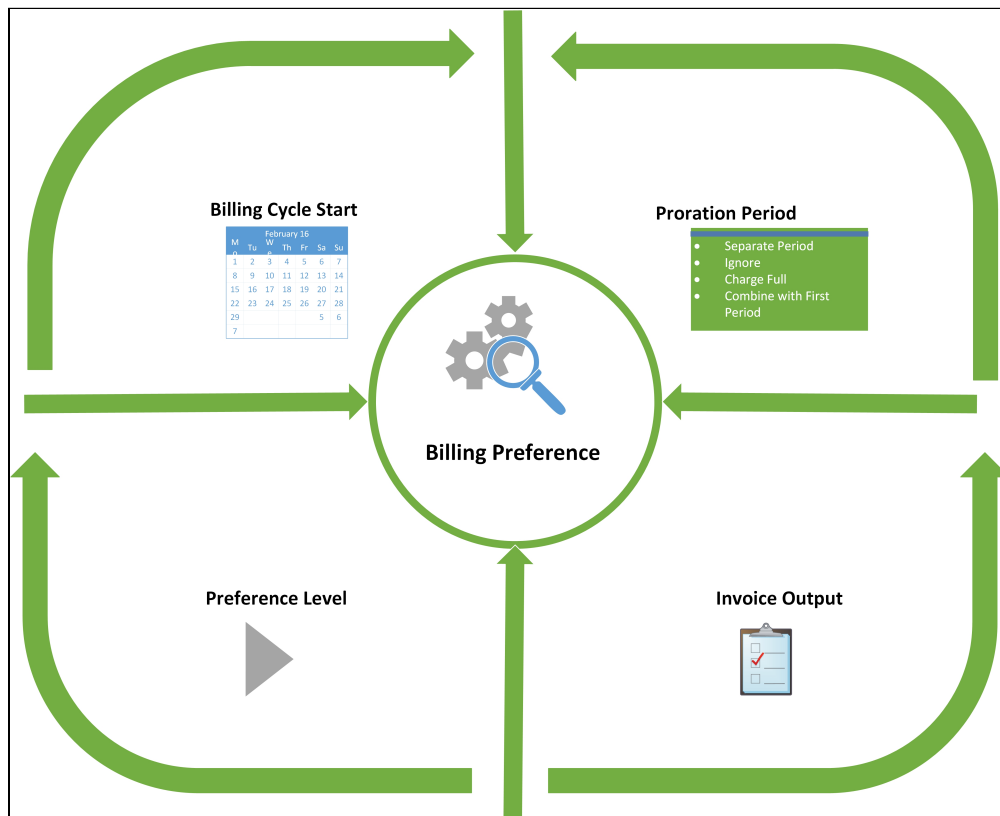 Billing Cycle Start
February 16
Mo Tu We Th Fr Sa Su
1 2 3 4 5 6 7
8 9 10 11 12 13 14
15 16 17 18 19 20 21
22 23 24 25 26 27 28
29 5 6
7
Proration Period
• Separate Period
• Ignore
• Charge Full
• Combine with First
Period
Billing Preference
Preference Level
Invoice Output